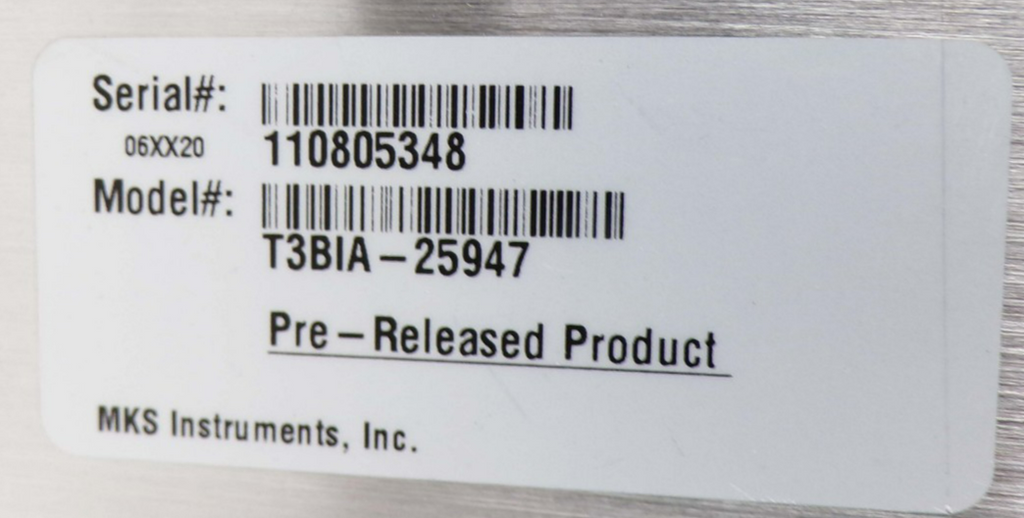 Serial#:
110805348
06XX20
Model#:
T3BIA-25947
Pre-Released Product
MKS Instruments, Inc.